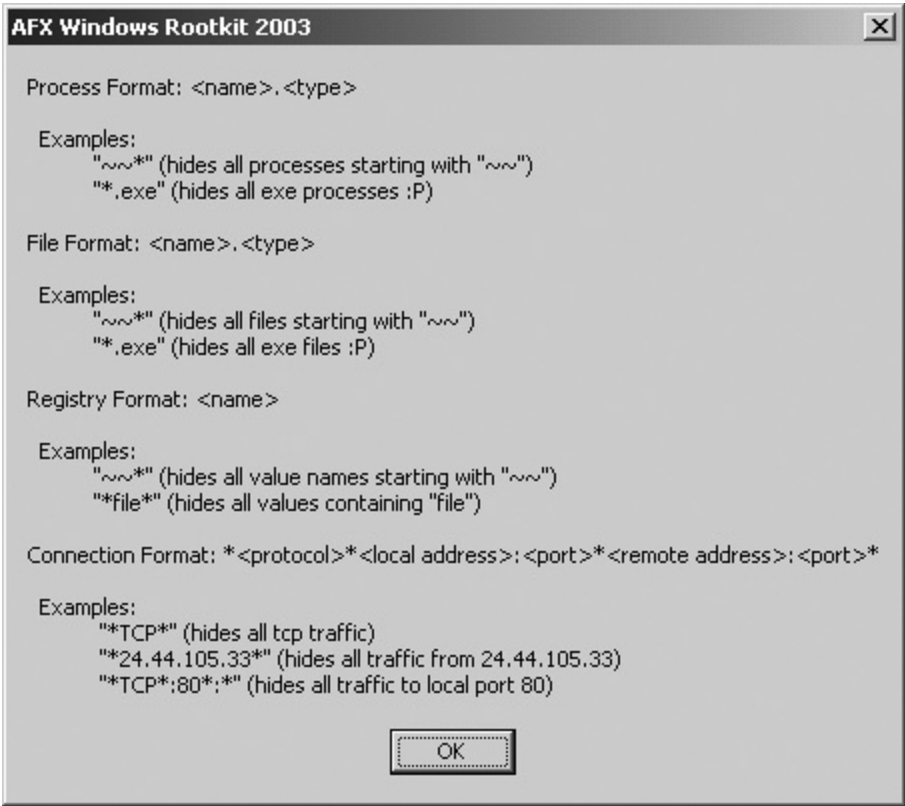 AFX Windows Rootkit 2003
Process Format: <name>.<type>
Examples:
"~~*" (hides all processes starting with "~~")
"*.exe" (hides all exe processes :P)
File Format: <name>.<type>
Examples:
"~~*" (hides all files starting with "~~")
"*.exe" (hides all exe files :P)
Registry Format: <name>
Examples:
"~~*" (hides all value names starting with "~~")
"*file*" (hides all values containing "file")
Connection Format: *<protocol>*<local address>:<port>*<remote address>:<port>*
Examples:
"*TCP*" (hides all tcp traffic)
"*24.44.105.33*" (hides all traffic from 24.44.105.33)
"*TCP*:80*:*" (hides all traffic to local port 80)
OK